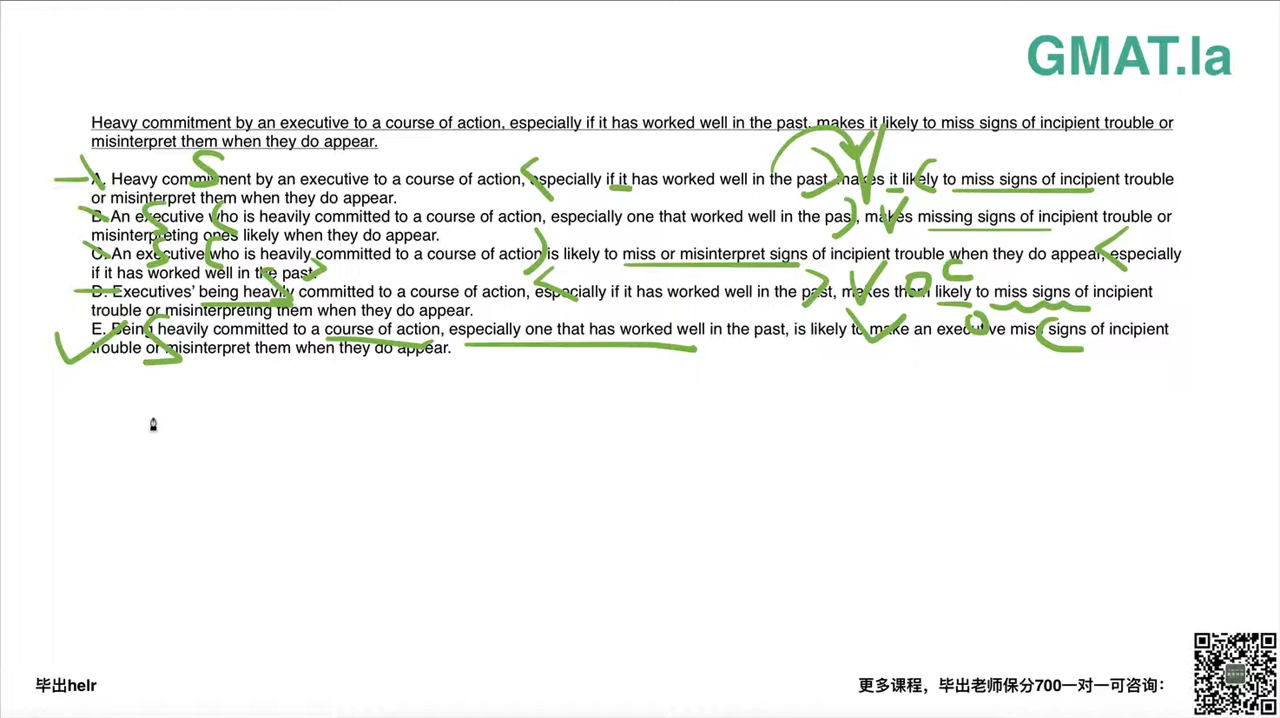 GMAT.la
Heavy commitment by an executive to a course of action, especially if it has worked well in the past, makes it likely to miss signs of incipient trouble or
misinterpret them when they do appear.
A. Heavy commitment by an executive to a course of action, especially if it has worked well in the past, makes it likely to miss signs of incipient trouble
or misinterpret them when they do appear.
B. An executive who is heavily committed to a course of action, especially one that worked well in the past, makes missing signs of incipient trouble or
misinterpreting ones likely when they do appear.
C. An executive who is heavily committed to a course of action is likely to miss or misinterpret signs of incipient trouble when they do appear, especially
if it has worked well in the past.
D. Executives' being heavily committed to a course of action, especially if it has worked well in the past, makes them likely to miss signs of incipient
trouble or misinterpreting them when they do appear.
E. Being heavily committed to a course of action, especially one that has worked well in the past, is likely to make an executive miss signs of incipient
trouble or misinterpret them when they do appear.
毕出helr
更多课程，毕出老师保分700一对一可咨询：